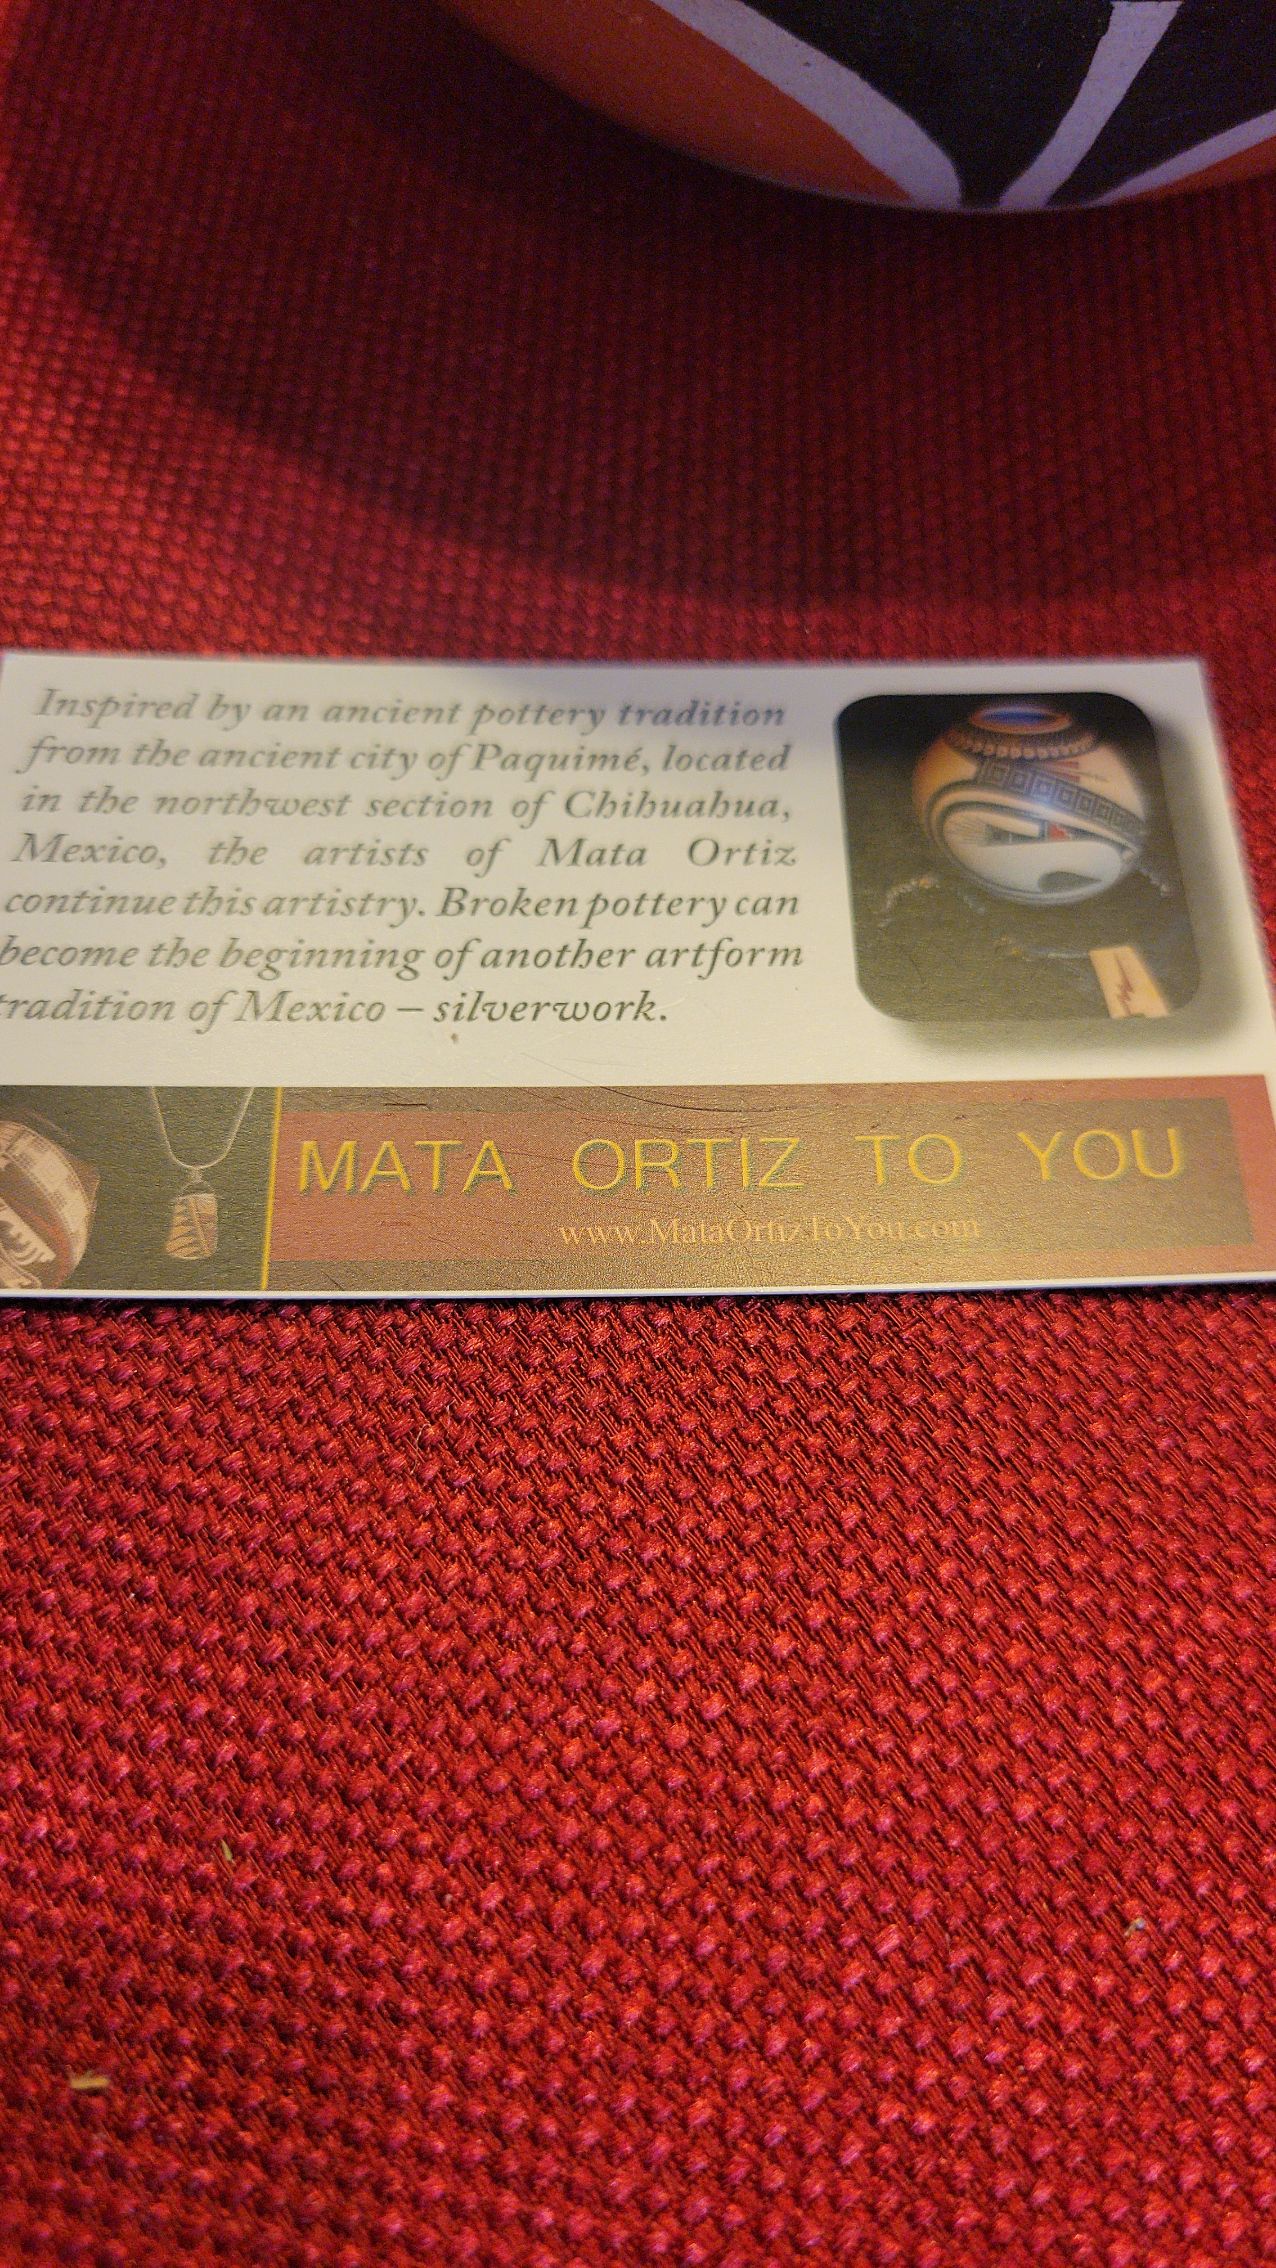 Inspired by an ancient pottery tradition
from the ancient city of Paquimé, located
in the northwest section of Chihuahua,
Mexico, the artists of Mata Ortiz
continue this artistry. Broken pottery can
become the beginning of another artform
tradition of Mexico – silverwork.
MATA ORTIZ TO YOU
www.MataOrtizToYou.com